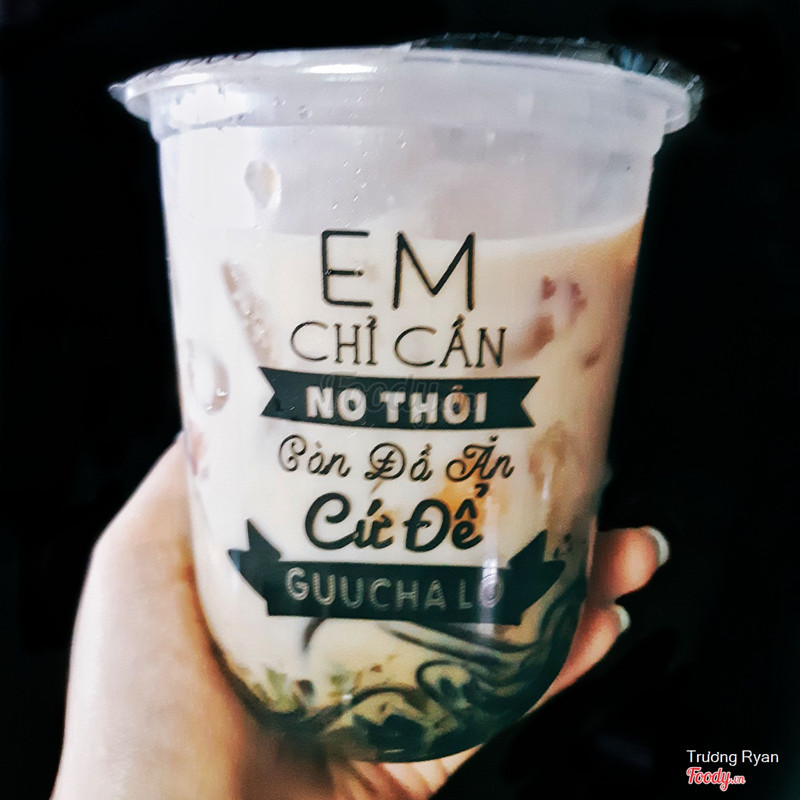 EM
CHỈ CẦN
NO THÔI
Còn Đồ Ăn
Cứ Để
GUUCHA LO
Trương Ryan
Foody.vn